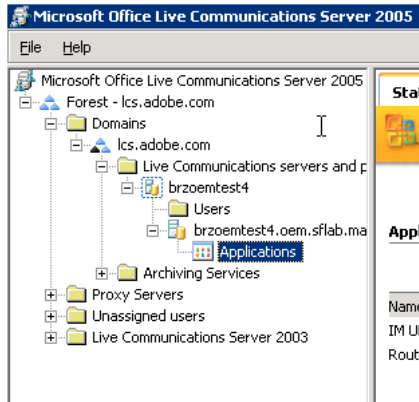 Microsoft Office Live Communications Server 2005
File Help
Microsoft Office Live Communications Server 2005
Forest - lcs.adobe.com
Domains
lcs.adobe.com
Live Communications servers and p
brzoemtest4
Users
brzoemtest4.oem.sflab.ma
Applications
Archiving Services
Proxy Servers
Unassigned users
Live Communications Server 2003
Sta
Appl
Name
IM U
Rout